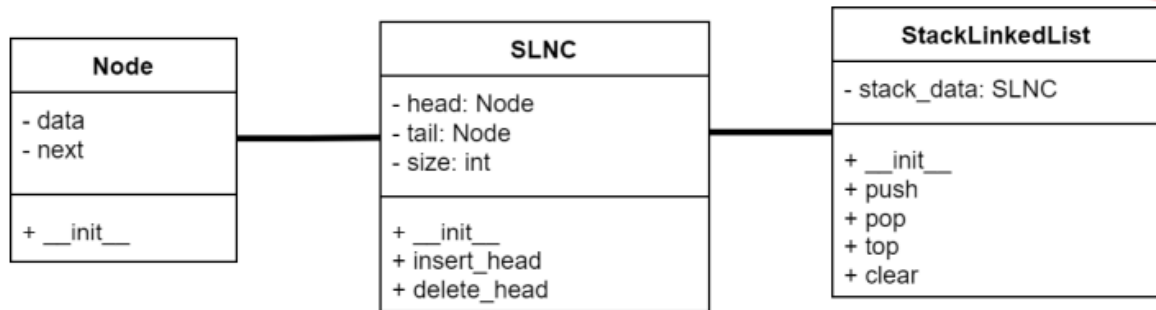 Node
- data
- next
+ __init__
SLNC
- head: Node
- tail: Node
- size: int
+ __init__
+ insert_head
+ delete_head
StackLinkedList
- stack_data: SLNC
+ __init__
+ push
+ pop
+ top
+ clear